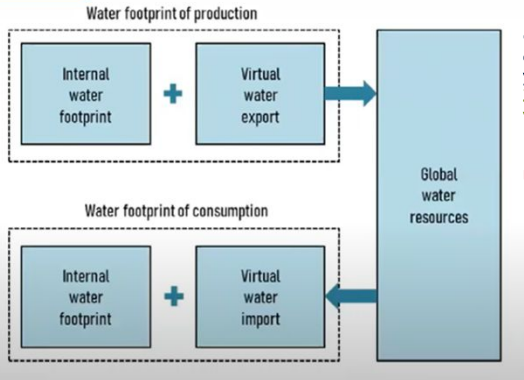 Water footprint of production
Internal
water
footprint
+
Virtual
water
export
Global
water
resources
Water footprint of consumption
Internal
water
footprint
+
Virtual
water
import